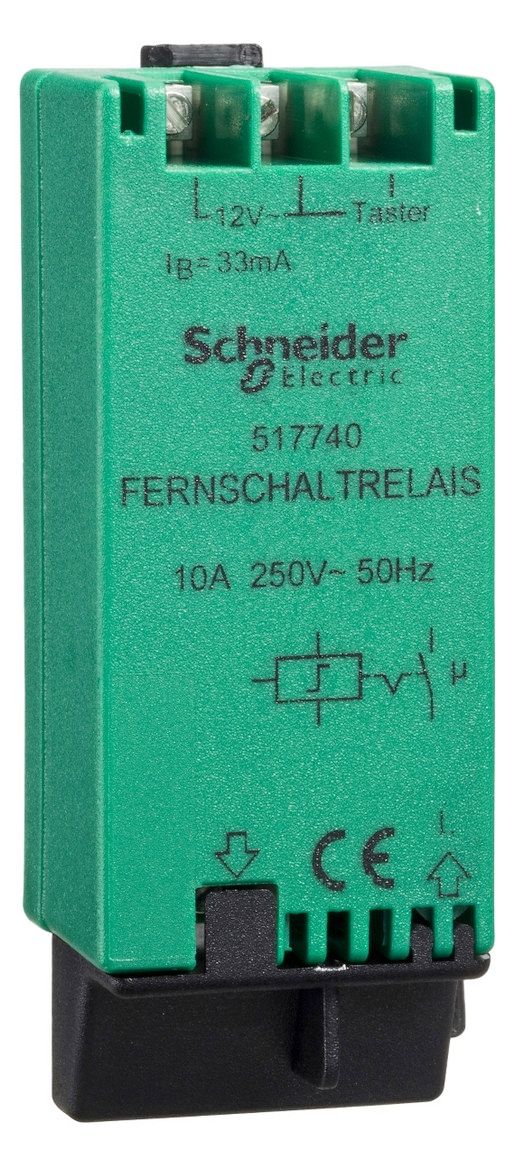 12V~ Taster
IB= 33mA
Schneider
Electric
517740
FERNSCHALTRELAIS
10A 250V~ 50Hz
µ
L
CE